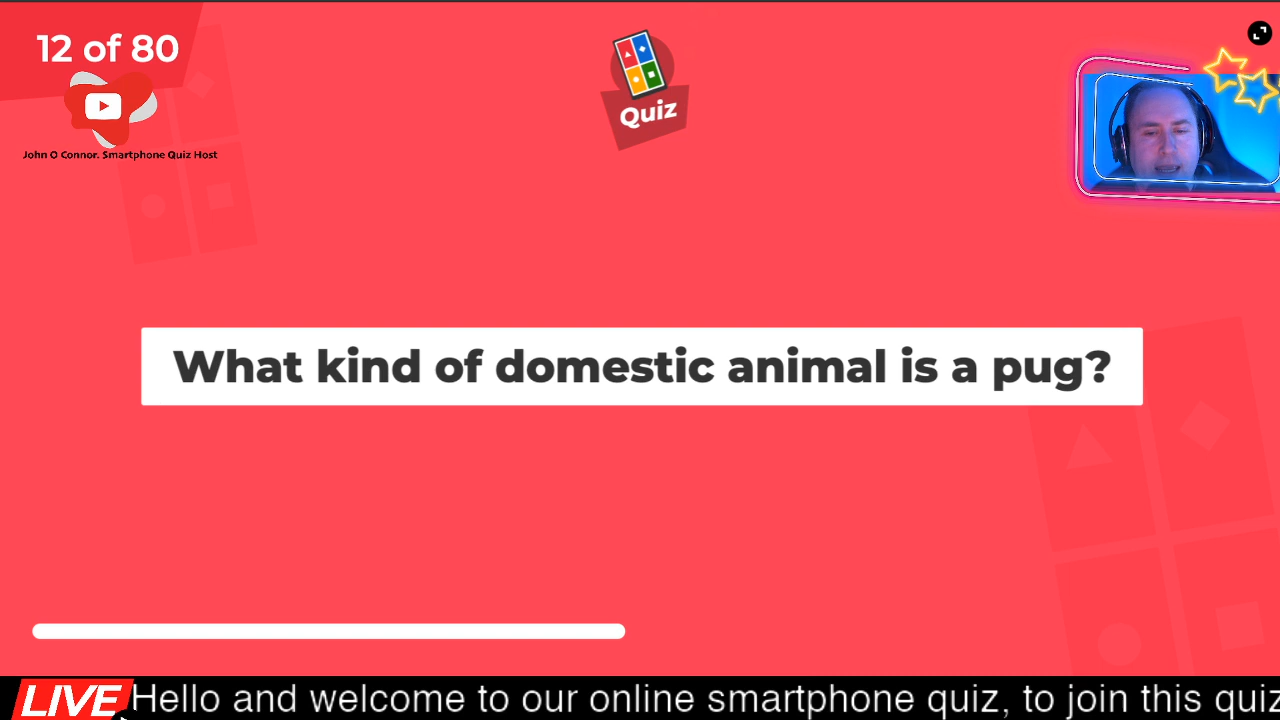 12 of 80
John O Connor. Smartphone Quiz Host
Quiz
What kind of domestic animal is a pug?
LIVE
Hello and welcome to our online smartphone quiz, to join this quiz